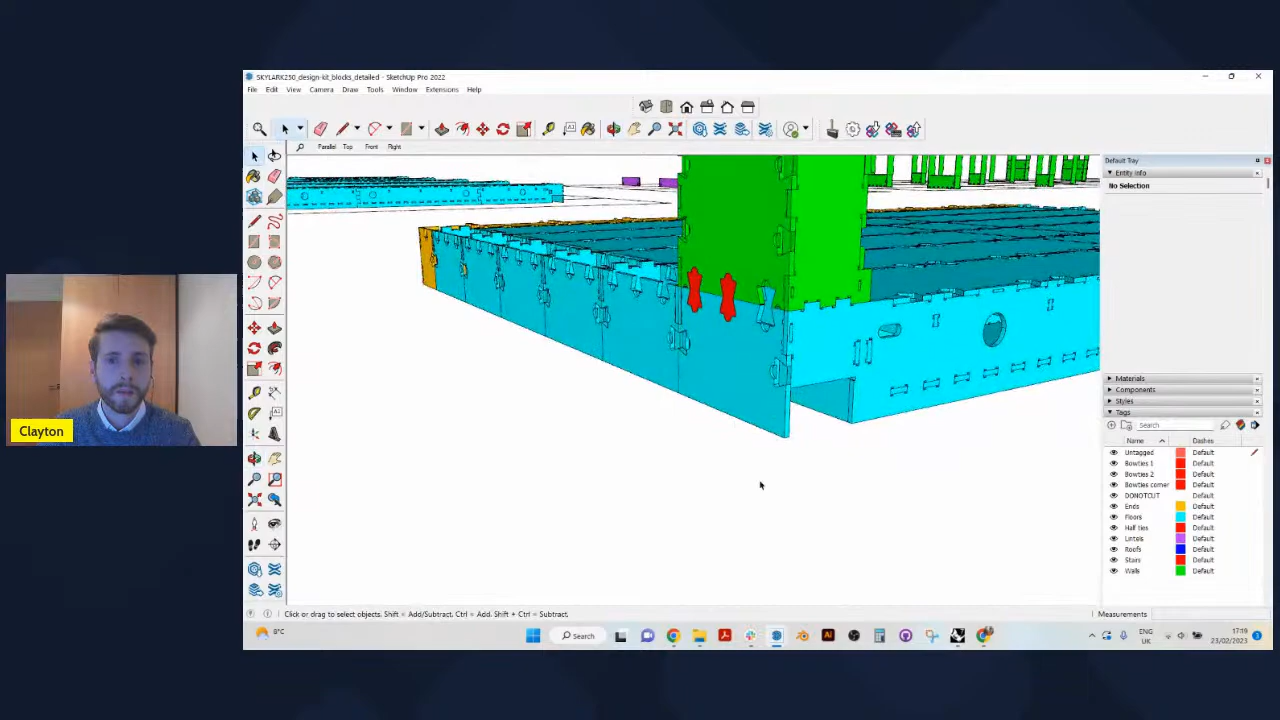 SKYLARK250_design-kit_blocks_detailed - SketchUp Pro 2022
File Edit View Camera Draw Tools Window Extensions Help
Parallel Top Front Right
Default Tray
Entity Info
No Selection
Materials
Components
Styles
Tags
Search
Name Dashes
Untagged Default
Bowties 1 Default
Bowties 2 Default
Bowties corner Default
DONOTCUT Default
Ends Default
Floors Default
Half ties Default
Lintels Default
Roofs Default
Stairs Default
Walls Default
Clayton
Click or drag to select objects. Shift = Add/Subtract, Ctrl = Add, Shift + Ctrl = Subtract.
Measurements
8°C
Search
ENG
UK
17:19
23/02/2023